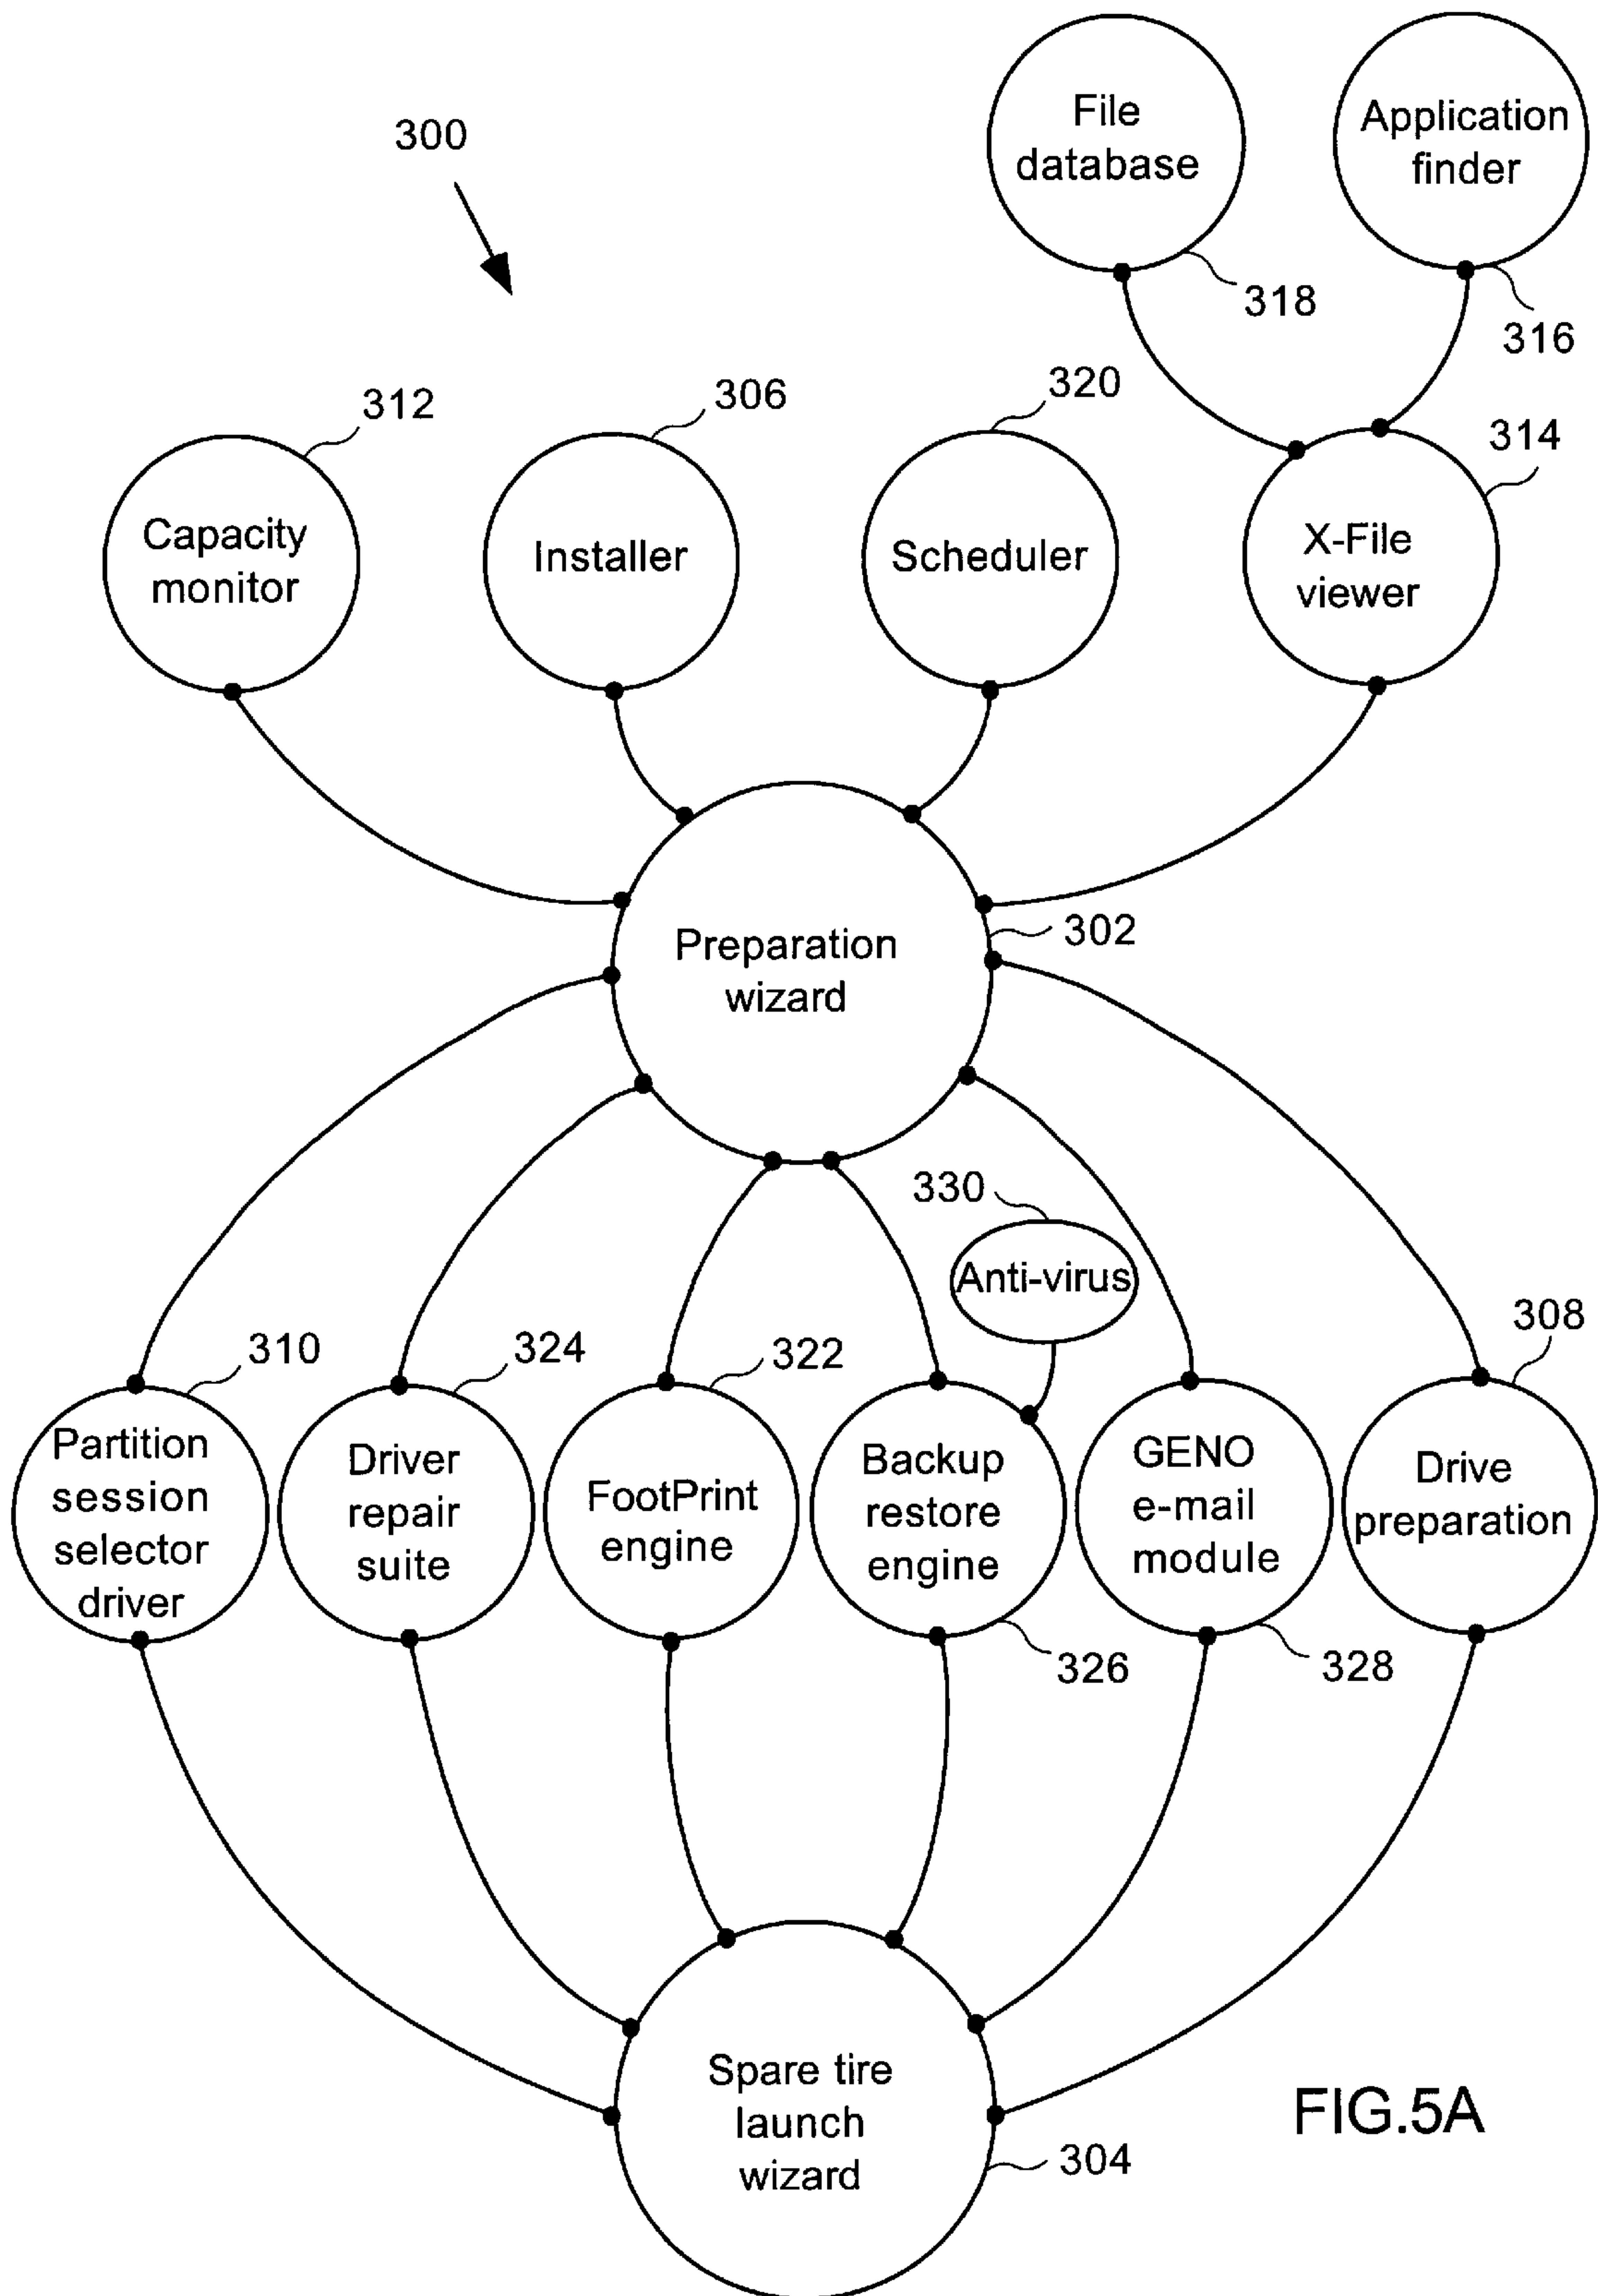 300
File
database
Application
finder
318
316
312
306
320
314
Capacity
monitor
Installer
Scheduler
X-File
viewer
302
Preparation
wizard
330
Anti-virus
310
324
322
308
Partition
session
selector
driver
Driver
repair
suite
FootPrint
engine
Backup
restore
engine
GENO
e-mail
module
Drive
preparation
326
328
Spare tire
launch
wizard
304
FIG.5A